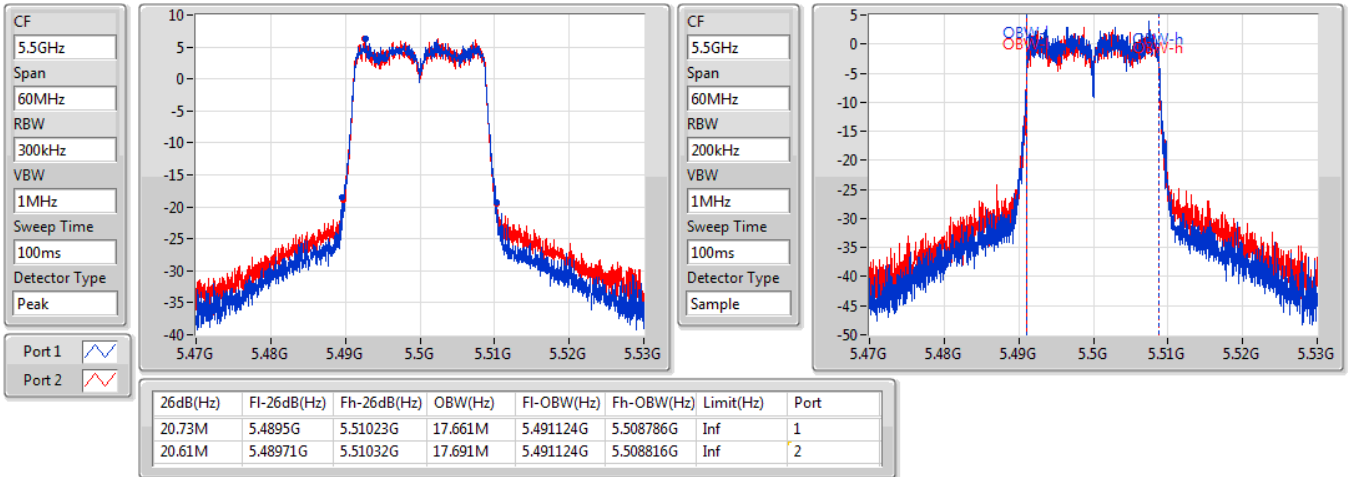 CF
5.5GHz
Span
60MHz
RBW
300kHz
VBW
1MHz
Sweep Time
100ms
Detector Type
Peak
10
5
0
-5
-10
-15
-20
-25
-30
-35
-40
5.47G 5.48G 5.49G 5.5G 5.51G 5.52G 5.53G
CF
5.5GHz
Span
60MHz
RBW
200kHz
VBW
1MHz
Sweep Time
100ms
Detector Type
Sample
5
0
-5
-10
-15
-20
-25
-30
-35
-40
-45
-50
5.47G 5.48G 5.49G 5.5G 5.51G 5.52G 5.53G
Port 1
Port 2
26dB(Hz) Fl-26dB(Hz) Fh-26dB(Hz) OBW(Hz) Fl-OBW(Hz) Fh-OBW(Hz) Limit(Hz) Port
20.73M 5.4895G 5.51023G 17.661M 5.491124G 5.508786G Inf 1
20.61M 5.48971G 5.51032G 17.691M 5.491124G 5.508816G Inf 2